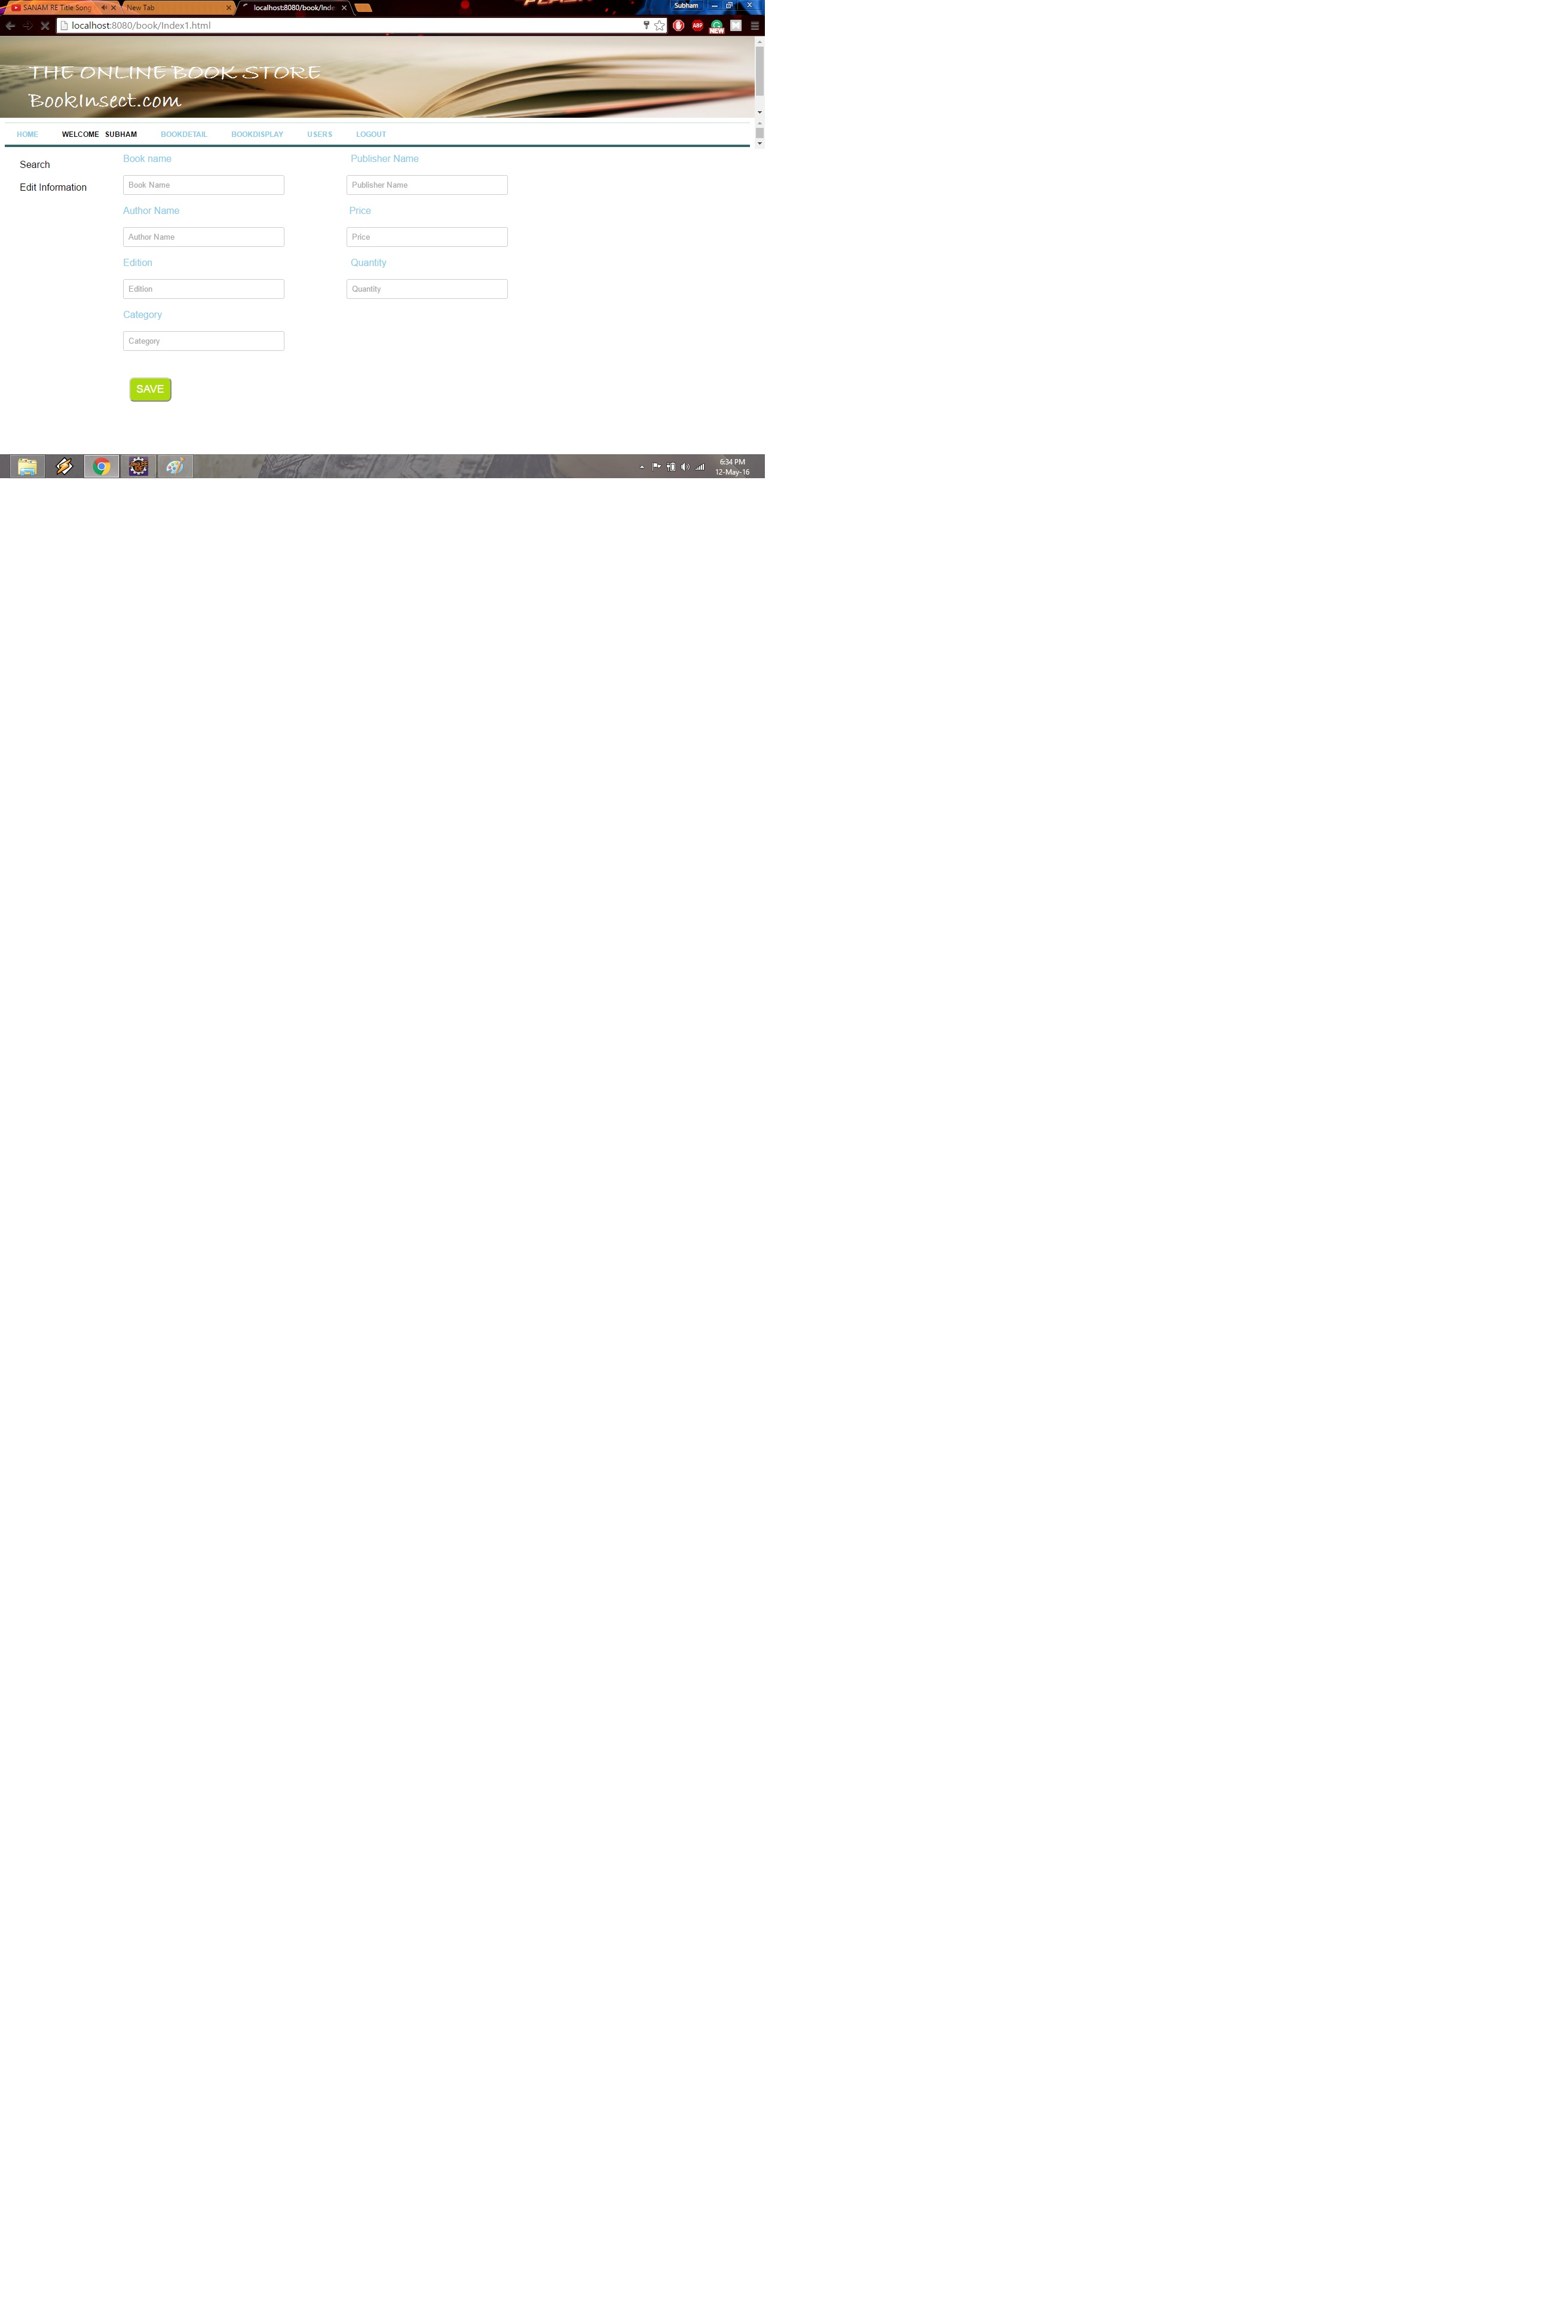 SANAM RE Title Song
New Tab
localhost:8080/book/Inde
Subham
localhost:8080/book/Index1.html
ABP
NEW
THE ONLINE BOOK STORE
BookInsect.com
HOME WELCOME SUBHAM BOOKDETAIL BOOKDISPLAY USERS LOGOUT
Search
Edit Information
Book name Publisher Name
Book Name Publisher Name
Author Name Price
Author Name Price
Edition Quantity
Edition Quantity
Category
Category
SAVE
6:34 PM
12-May-16